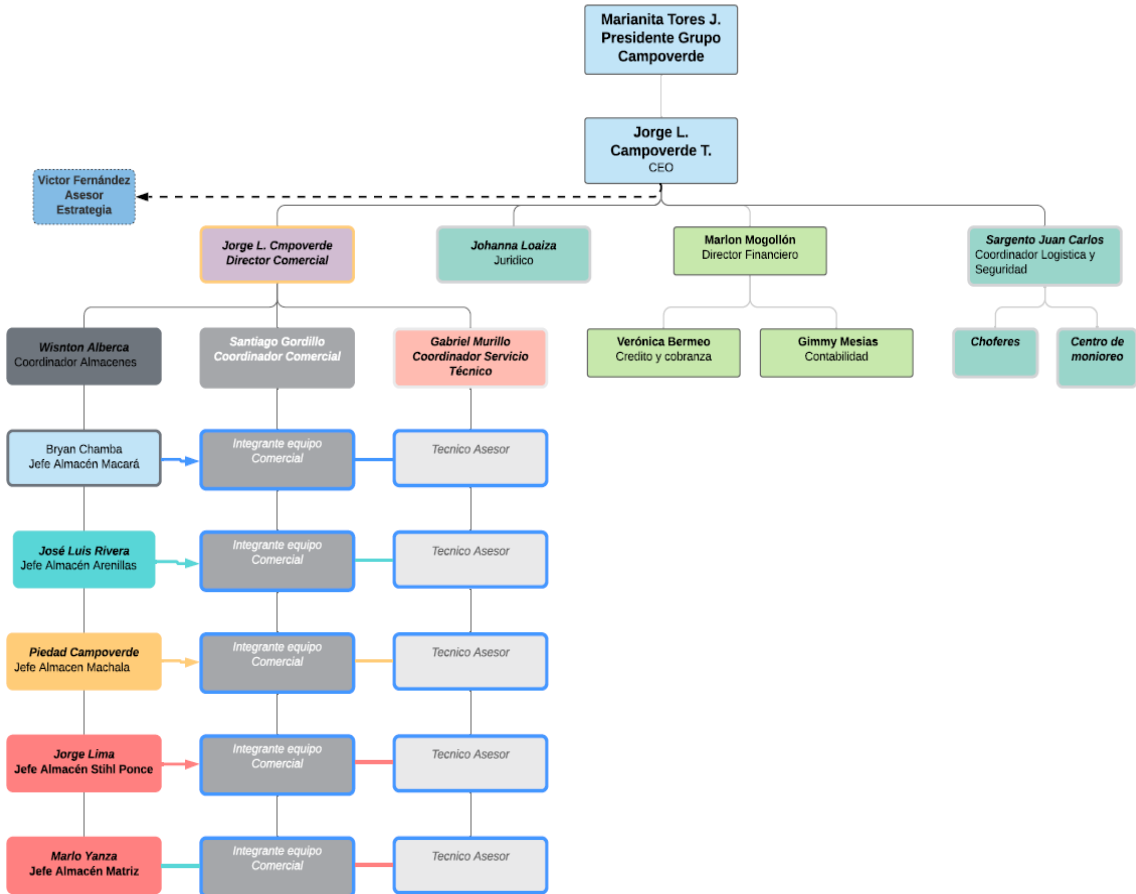 Marianita Tores J.
Presidente Grupo
Campoverde
Jorge L.
Campoverde T.
CEO
Victor Fernández
Asesor
Estrategia
Jorge L. Cmpoverde
Director Comercial
Johanna Loaiza
Juridico
Marlon Mogollón
Director Financiero
Sargento Juan Carlos
Coordinador Logistica y
Seguridad
Wisnton Alberca
Coordinador Almacenes
Santiago Gordillo
Coordinador Comercial
Gabriel Murillo
Coordinador Servicio
Técnico
Verónica Bermeo
Credito y cobranza
Gimmy Mesias
Contabilidad
Choferes
Centro de
monioreo
Bryan Chamba
Jefe Almacén Macará
Integrante equipo
Comercial
Tecnico Asesor
José Luis Rivera
Jefe Almacén Arenillas
Integrante equipo
Comercial
Tecnico Asesor
Piedad Campoverde
Jefe Almacen Machala
Integrante equipo
Comercial
Tecnico Asesor
Jorge Lima
Jefe Almacén Stihl Ponce
Integrante equipo
Comercial
Tecnico Asesor
Marlo Yanza
Jefe Almacén Matriz
Integrante equipo
Comercial
Tecnico Asesor